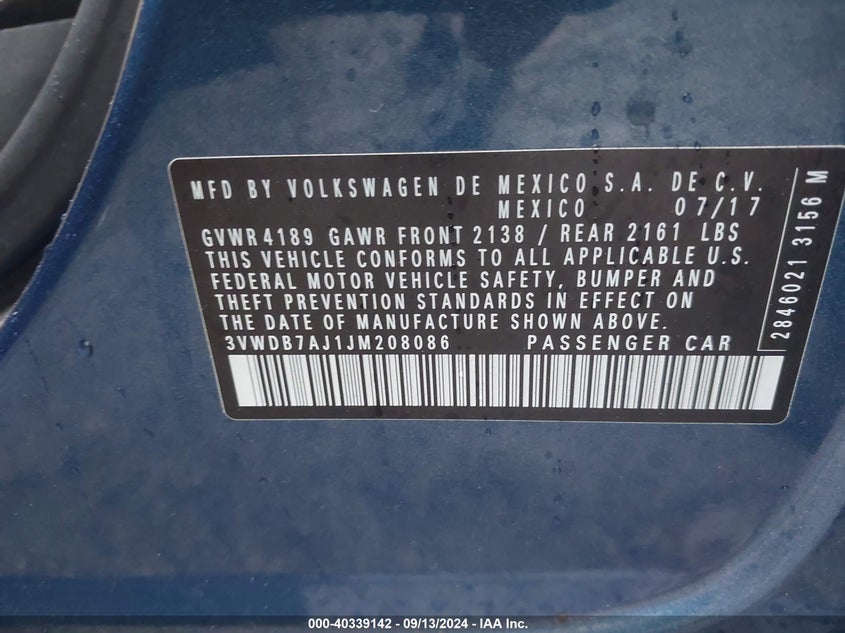 MFD BY VOLKSWAGEN DE MEXICO S.A. DE C.V.
MEXICO 07/17
GVWR 4189 GAWR FRONT 2138 / REAR 2161 LBS
THIS VEHICLE CONFORMS TO ALL APPLICABLE U.S.
FEDERAL MOTOR VEHICLE SAFETY, BUMPER AND
THEFT PREVENTION STANDARDS IN EFFECT ON
THE DATE OF MANUFACTURE SHOWN ABOVE.
3VWDB7AJ1JM208086 PASSENGER CAR
2846021 3156 M
000-40339142 - 09/13/2024 - IAA Inc.